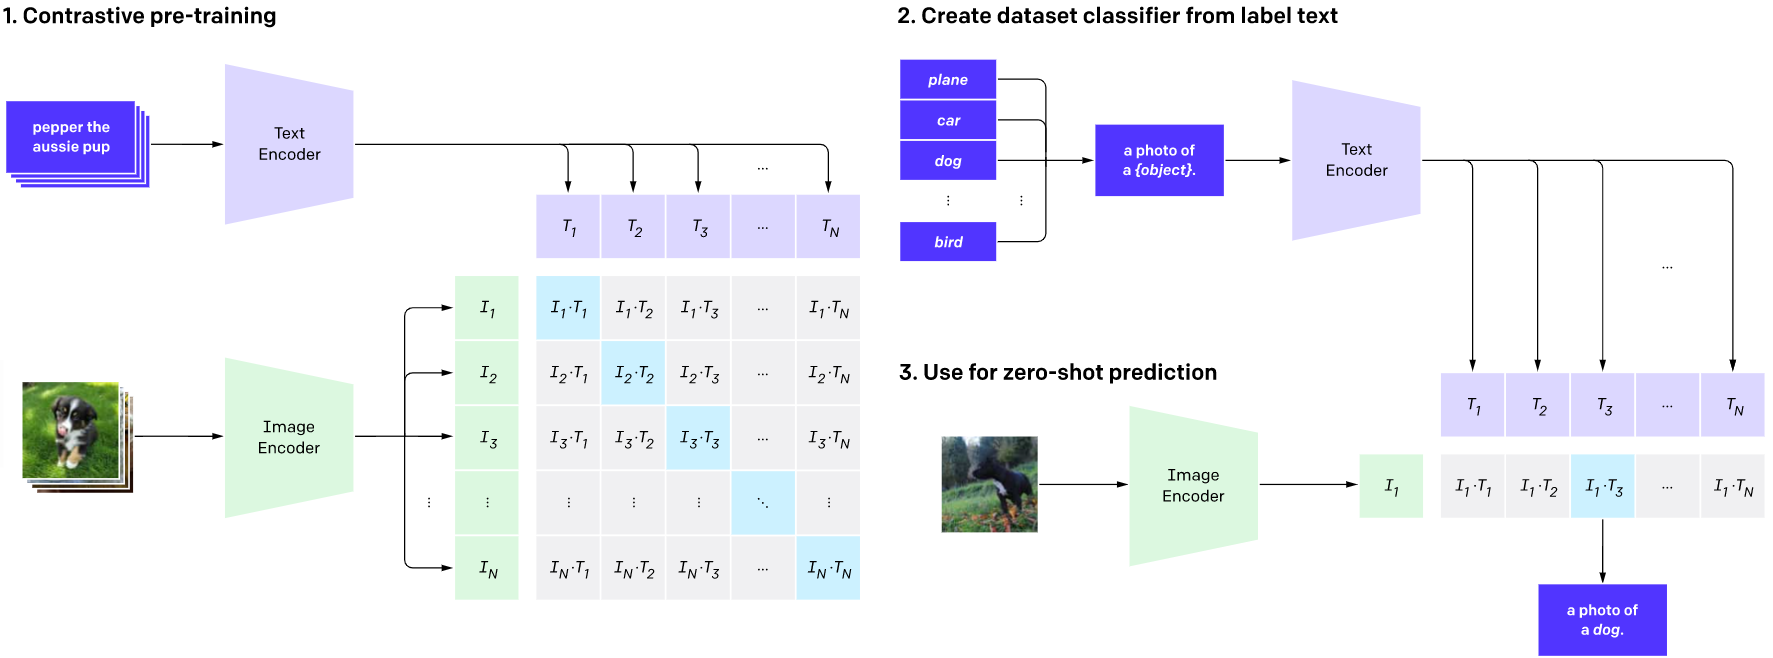 1. Contrastive pre-training
pepper the
aussie pup
Text
Encoder
...
T1 T2 T3 ... TN
Image
Encoder
I1 I1·T1 I1·T2 I1·T3 ... I1·TN
I2 I2·T1 I2·T2 I2·T3 ... I2·TN
I3 I3·T1 I3·T2 I3·T3 ... I3·TN
⋮ ⋮ ⋮ ⋮ ⋮ ⋱ ⋮
IN IN·T1 IN·T2 IN·T3 ... IN·TN
2. Create dataset classifier from label text
plane
car
dog
⋮ ⋮
bird
a photo of
a {object}.
Text
Encoder
...
3. Use for zero-shot prediction
Image
Encoder
T1 T2 T3 ... TN
I1 I1·T1 I1·T2 I1·T3 ... I1·TN
a photo of
a dog.